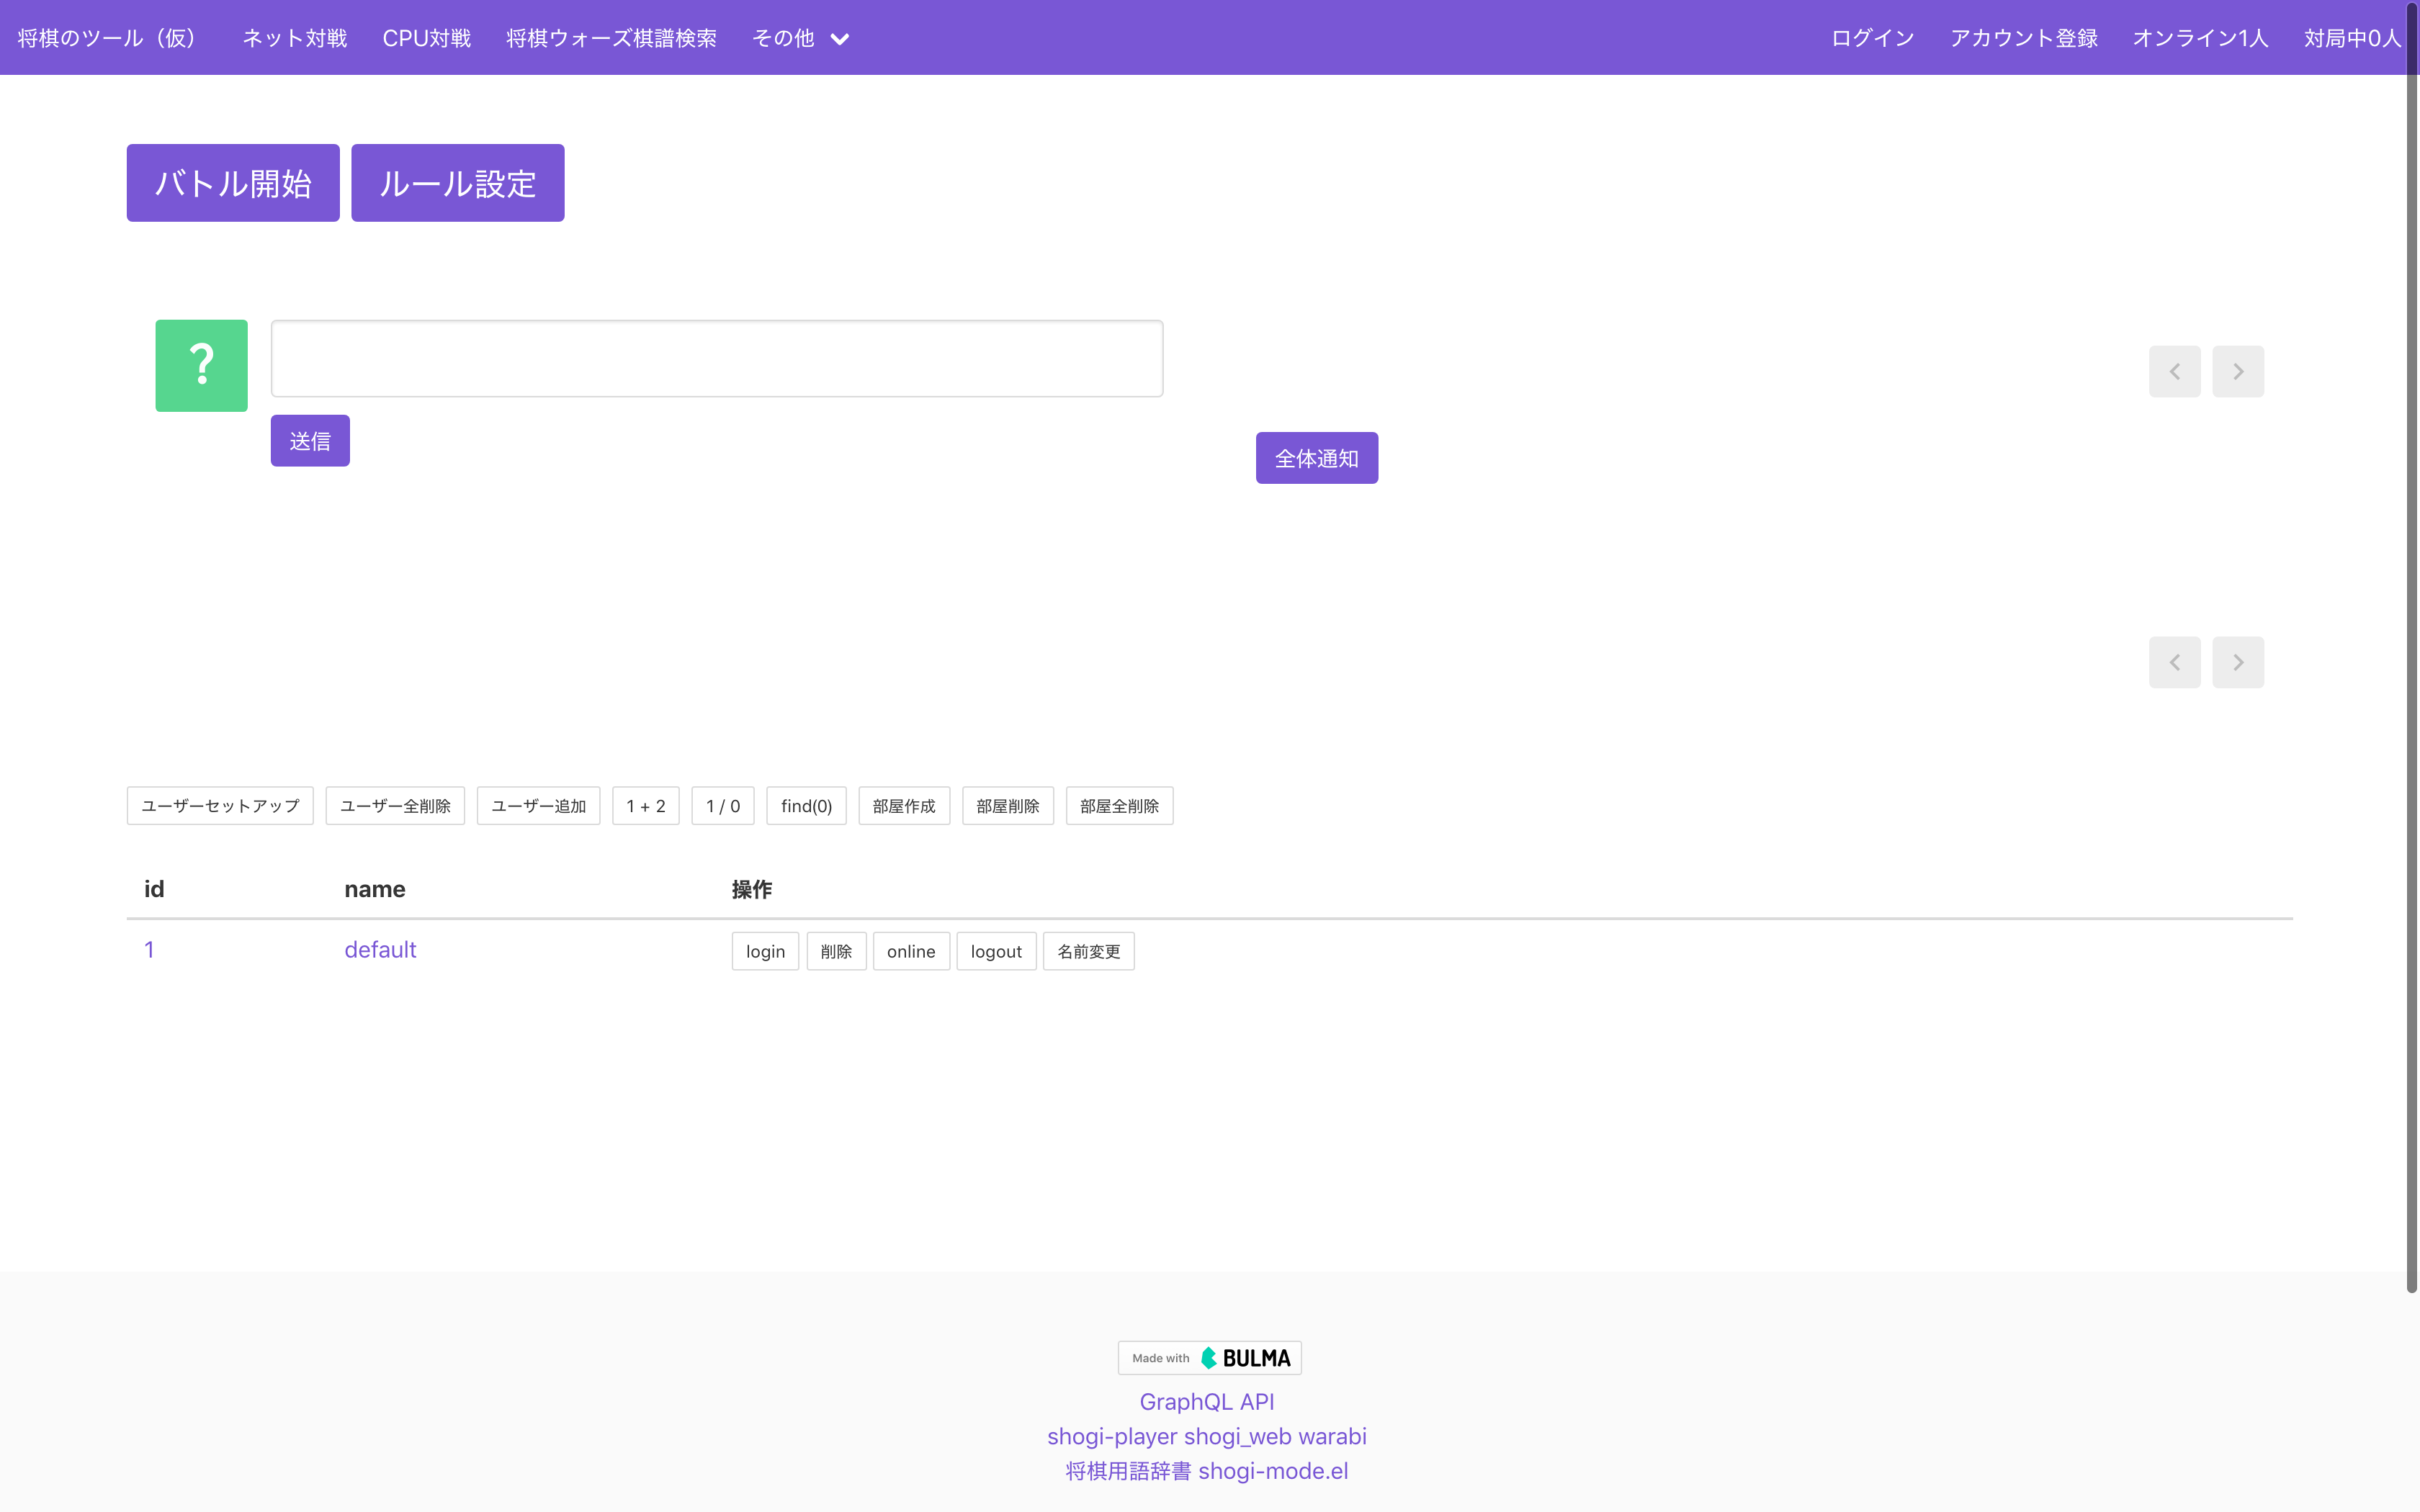 将棋のツール（仮） ネット対戦 CPU対戦 将棋ウォーズ棋譜検索 その他 ログイン アカウント登録 オンライン1人 対局中0人
バトル開始 ルール設定
?
送信
全体通知
ユーザーセットアップ ユーザー全削除 ユーザー追加 1 + 2 1 / 0 find(0) 部屋作成 部屋削除 部屋全削除
id name 操作
1 default login 削除 online logout 名前変更
Made with BULMA
GraphQL API
shogi-player shogi_web warabi
将棋用語辞書 shogi-mode.el